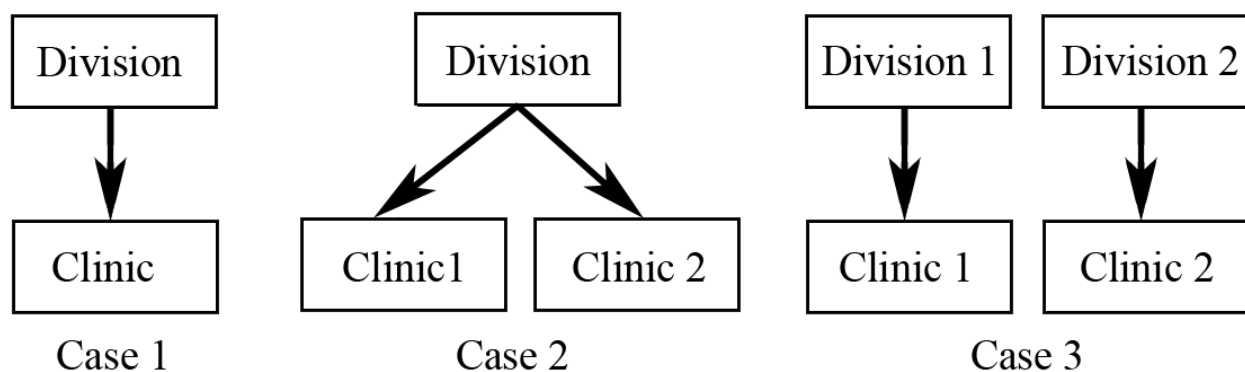 Division
Division
Division 1
Division 2
Clinic
Clinic1
Clinic 2
Clinic 1
Clinic 2
Case 1
Case 2
Case 3